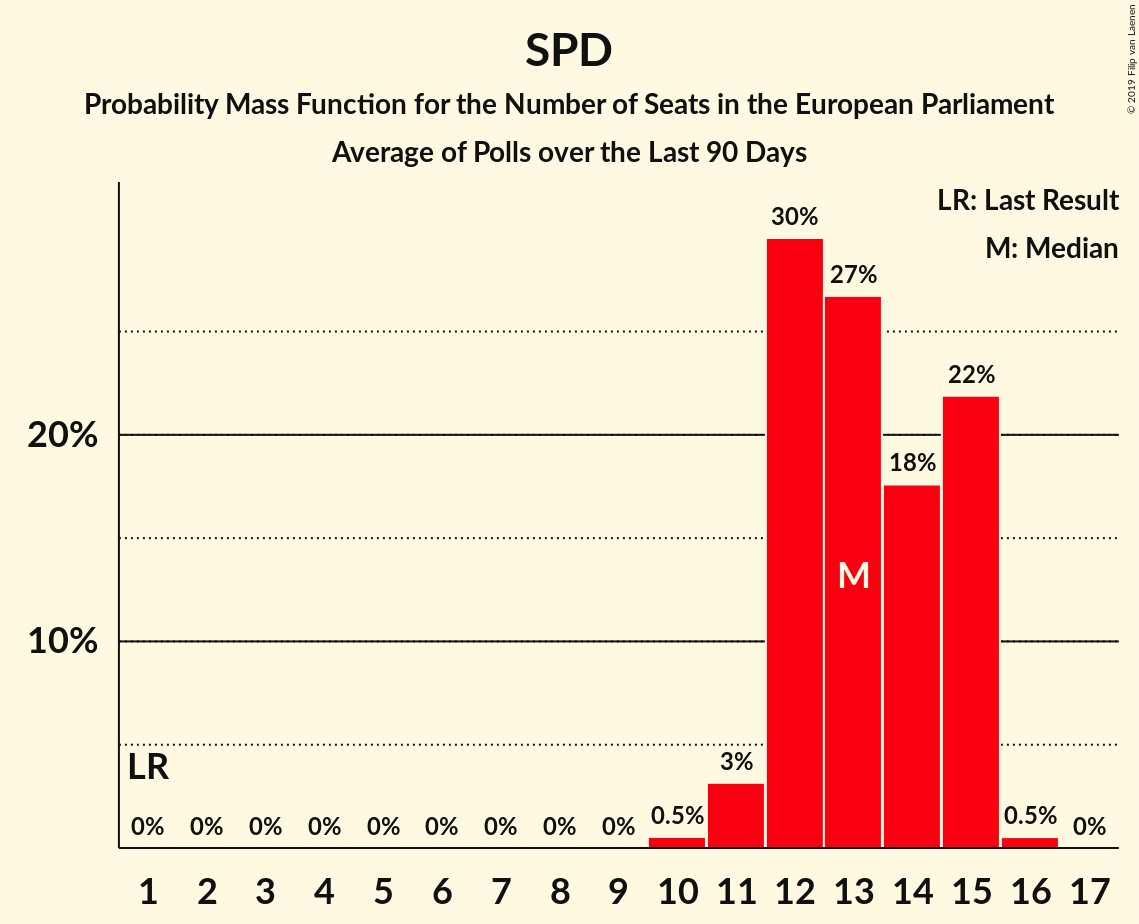 SPD
Probability Mass Function for the Number of Seats in the European Parliament
Average of Polls over the Last 90 Days
© 2019 Filip van Laenen
LR: Last Result
M: Median
30%
27%
22%
20%
18%
M
10%
LR
3%
0% 0% 0% 0% 0% 0% 0% 0% 0% 0.5% 0.5% 0%
1 2 3 4 5 6 7 8 9 10 11 12 13 14 15 16 17